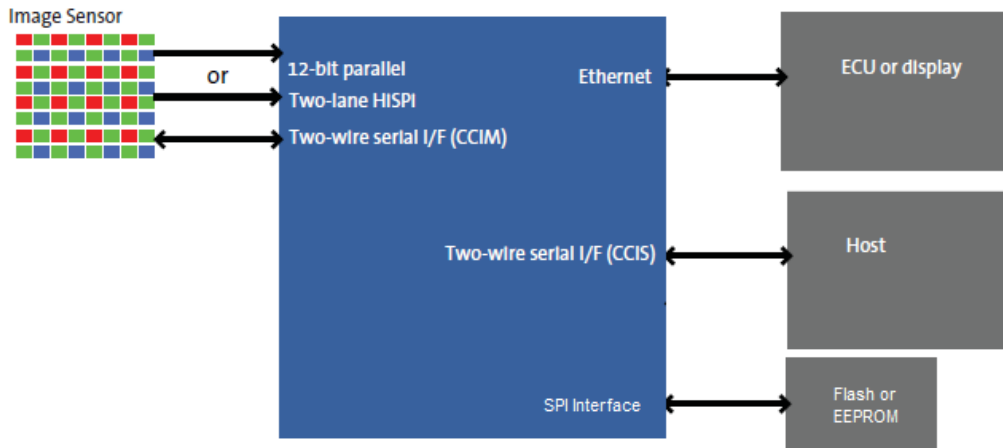 Image Sensor
or
12-bit parallel
Two-lane HiSPI
Two-wire serial I/F (CCIM)
Ethernet
ECU or display
Two-wire serial I/F (CCIS)
Host
SPI Interface
Flash or
EEPROM